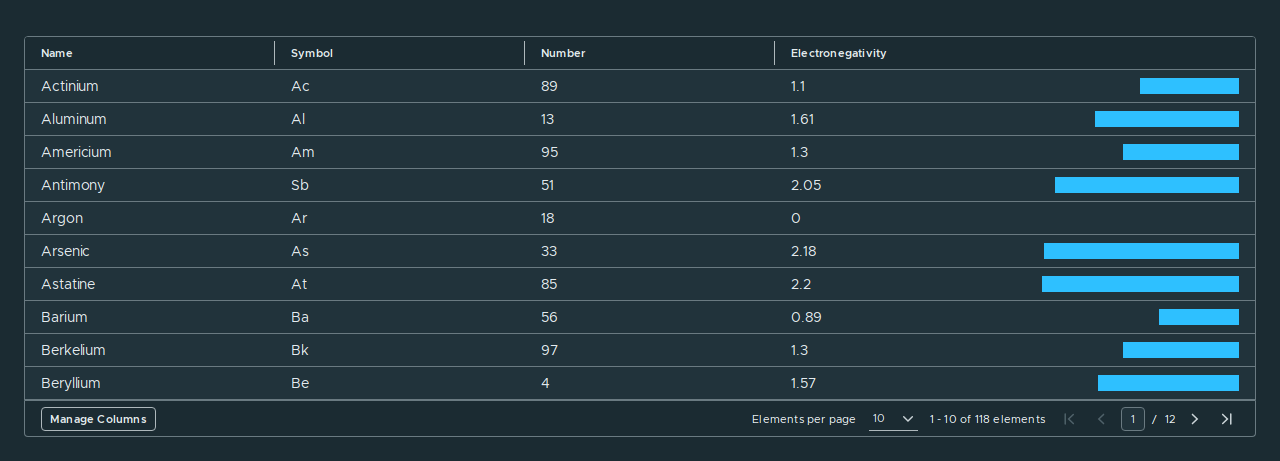 Name Symbol Number Electronegativity
Actinium Ac 89 1.1
Aluminum Al 13 1.61
Americium Am 95 1.3
Antimony Sb 51 2.05
Argon Ar 18 0
Arsenic As 33 2.18
Astatine At 85 2.2
Barium Ba 56 0.89
Berkelium Bk 97 1.3
Beryllium Be 4 1.57
Manage Columns Elements per page 10 1 - 10 of 118 elements 1 / 12